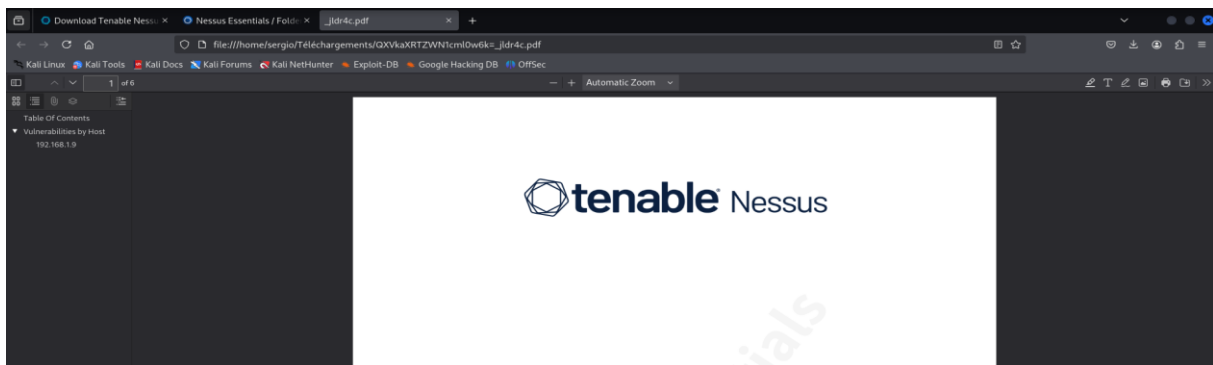 Download Tenable Nessu
Nessus Essentials / Folde
_jldr4c.pdf
file:///home/sergio/Téléchargements/QXVkaXRTZWN1cml0w6k=_jldr4c.pdf
Kali Linux Kali Tools Kali Docs Kali Forums Kali NetHunter Exploit-DB Google Hacking DB OffSec
1 of 6
Automatic Zoom
Table Of Contents
Vulnerabilities by Host
192.168.1.9
tenable Nessus
ials